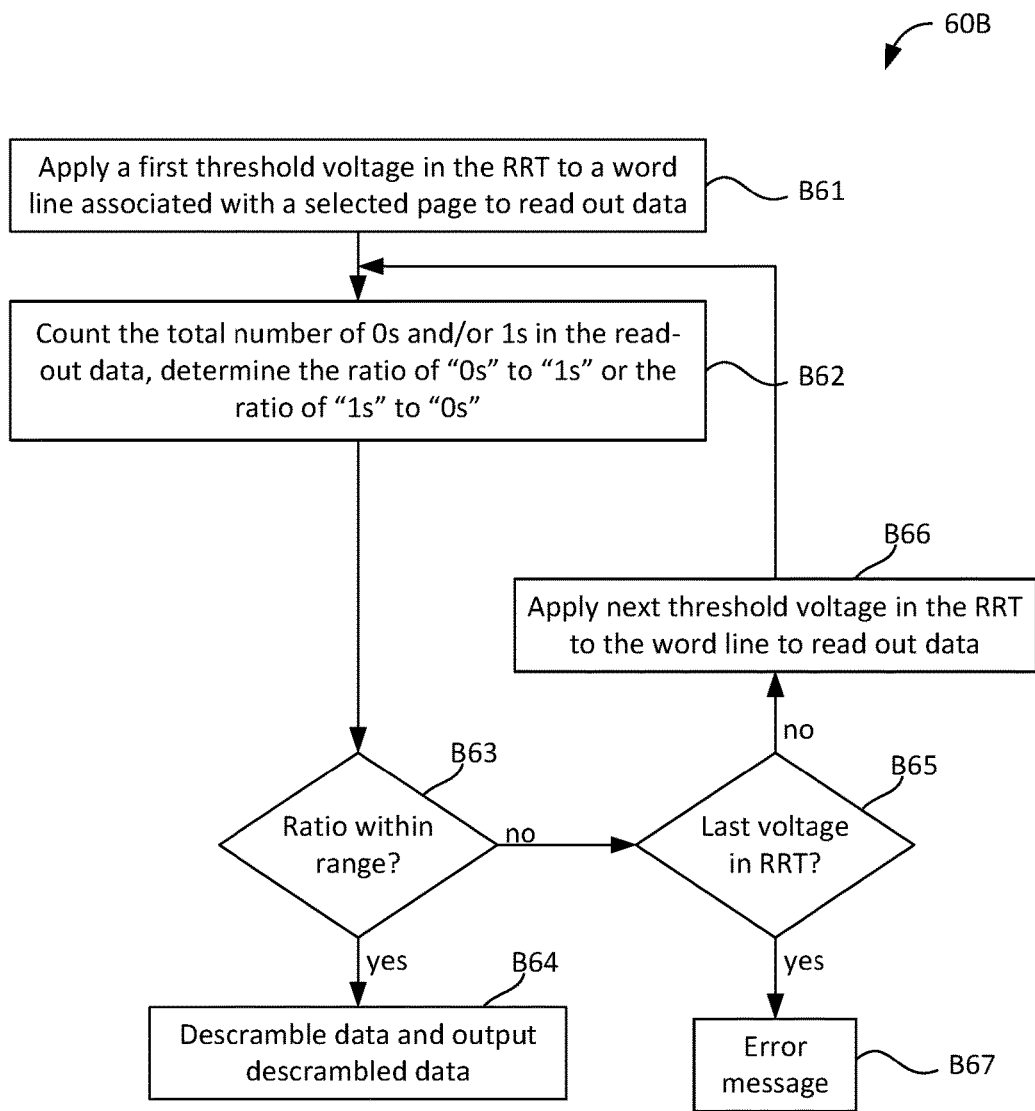 60B
Apply a first threshold voltage in the RRT to a word
line associated with a selected page to read out data
B61
Count the total number of 0s and/or 1s in the read-
out data, determine the ratio of “0s” to “1s” or the
ratio of “1s” to “0s”
B62
B66
Apply next threshold voltage in the RRT
to the word line to read out data
no
B63
Ratio within
range?
no
B65
Last voltage
in RRT?
yes
B64
Descramble data and output
descrambled data
yes
Error
message
B67